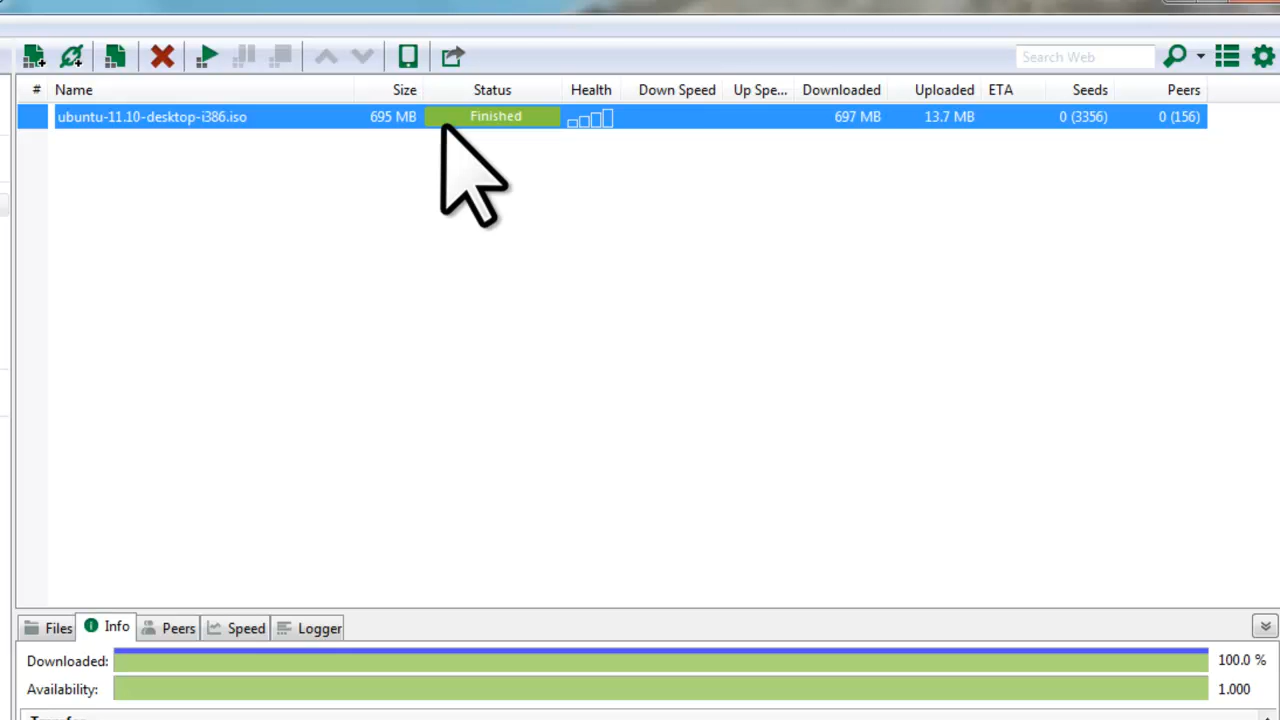 Search Web
# Name Size Status Health Down Speed Up Spe... Downloaded Uploaded ETA Seeds Peers
ubuntu-11.10-desktop-i386.iso 695 MB Finished 697 MB 13.7 MB 0 (3356) 0 (156)
Files Info Peers Speed Logger
Downloaded: 100.0 %
Availability: 1.000
Transfer